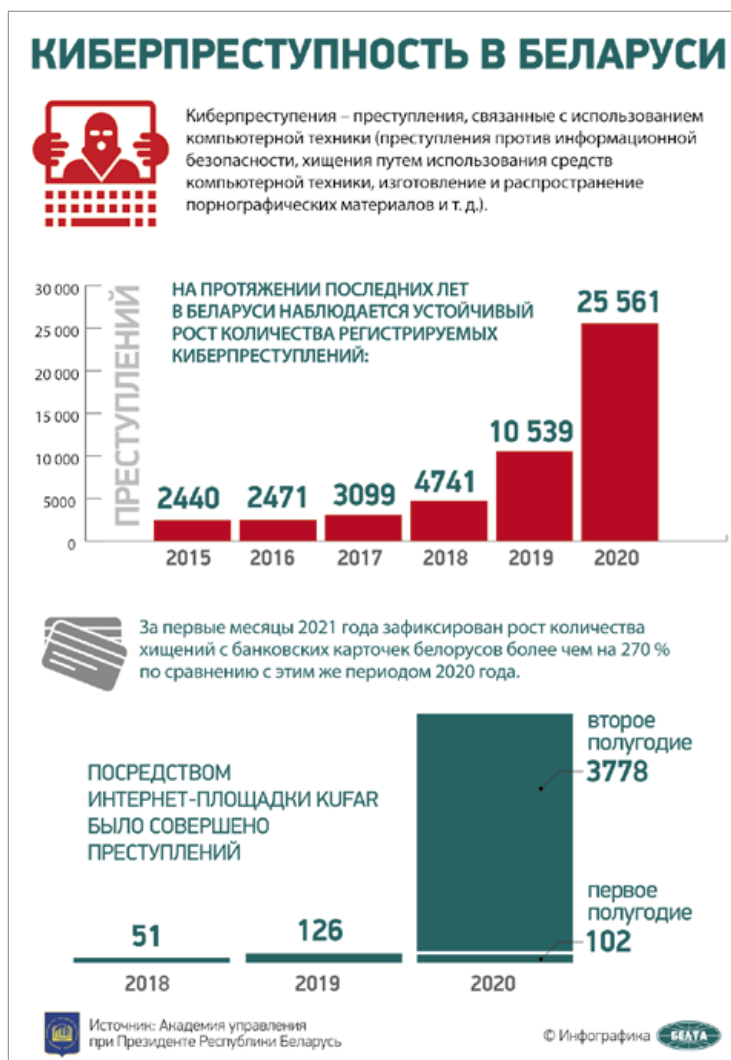 КИБЕРПРЕСТУПНОСТЬ В БЕЛАРУСИ
Киберпреступения – преступления, связанные с использованием
компьютерной техники (преступления против информационной
безопасности, хищения путем использования средств
компьютерной техники, изготовление и распространение
порнографических материалов и т. д.).
НА ПРОТЯЖЕНИИ ПОСЛЕДНИХ ЛЕТ
В БЕЛАРУСИ НАБЛЮДАЕТСЯ УСТОЙЧИВЫЙ
РОСТ КОЛИЧЕСТВА РЕГИСТРИРУЕМЫХ
КИБЕРПРЕСТУПЛЕНИЙ:
ПРЕСТУПЛЕНИЙ
30 000
25 000
20 000
15 000
10 000
5000
0
2440
2471
3099
4741
10 539
25 561
2015
2016
2017
2018
2019
2020
За первые месяцы 2021 года зафиксирован рост количества
хищений с банковских карточек белорусов более чем на 270 %
по сравнению с этим же периодом 2020 года.
ПОСРЕДСТВОМ
ИНТЕРНЕТ-ПЛОЩАДКИ KUFAR
БЫЛО СОВЕРШЕНО
ПРЕСТУПЛЕНИЙ
второе
полугодие
3778
первое
полугодие
102
51
126
2018
2019
2020
Источник: Академия управления
при Президенте Республики Беларусь
© Инфографика
БЕЛТА